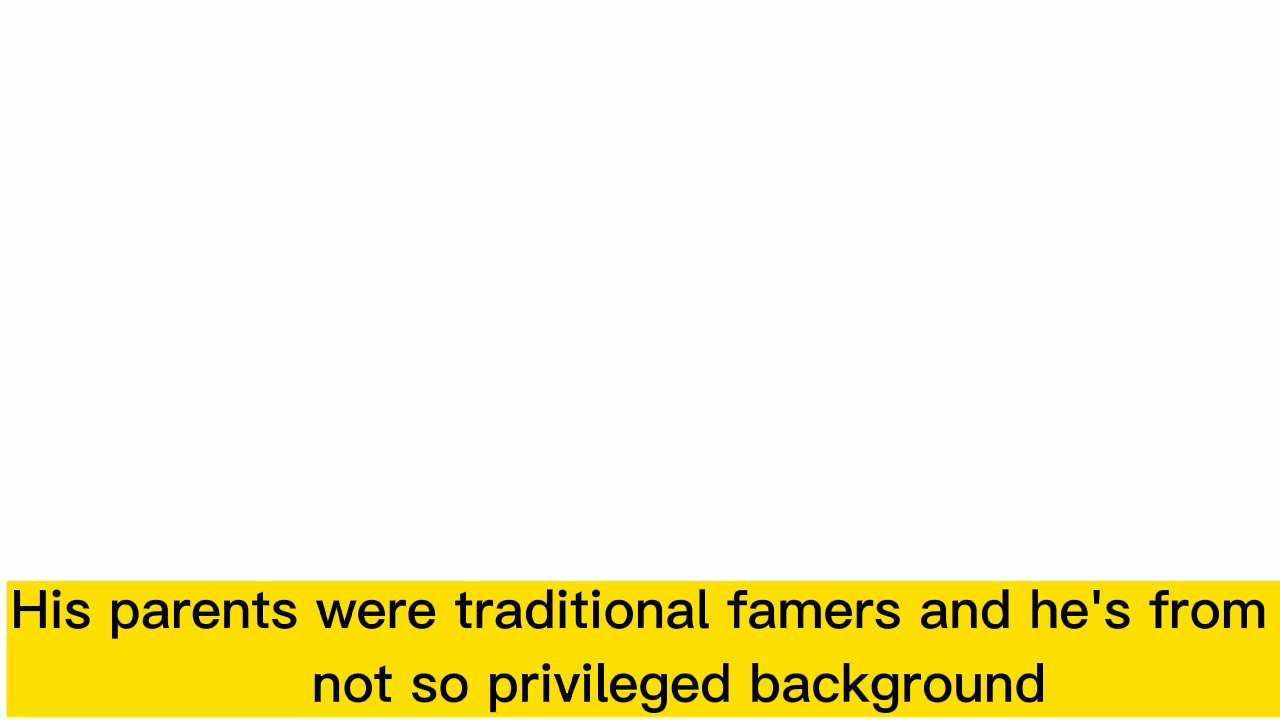 His parents were traditional famers and he's from
not so privileged background